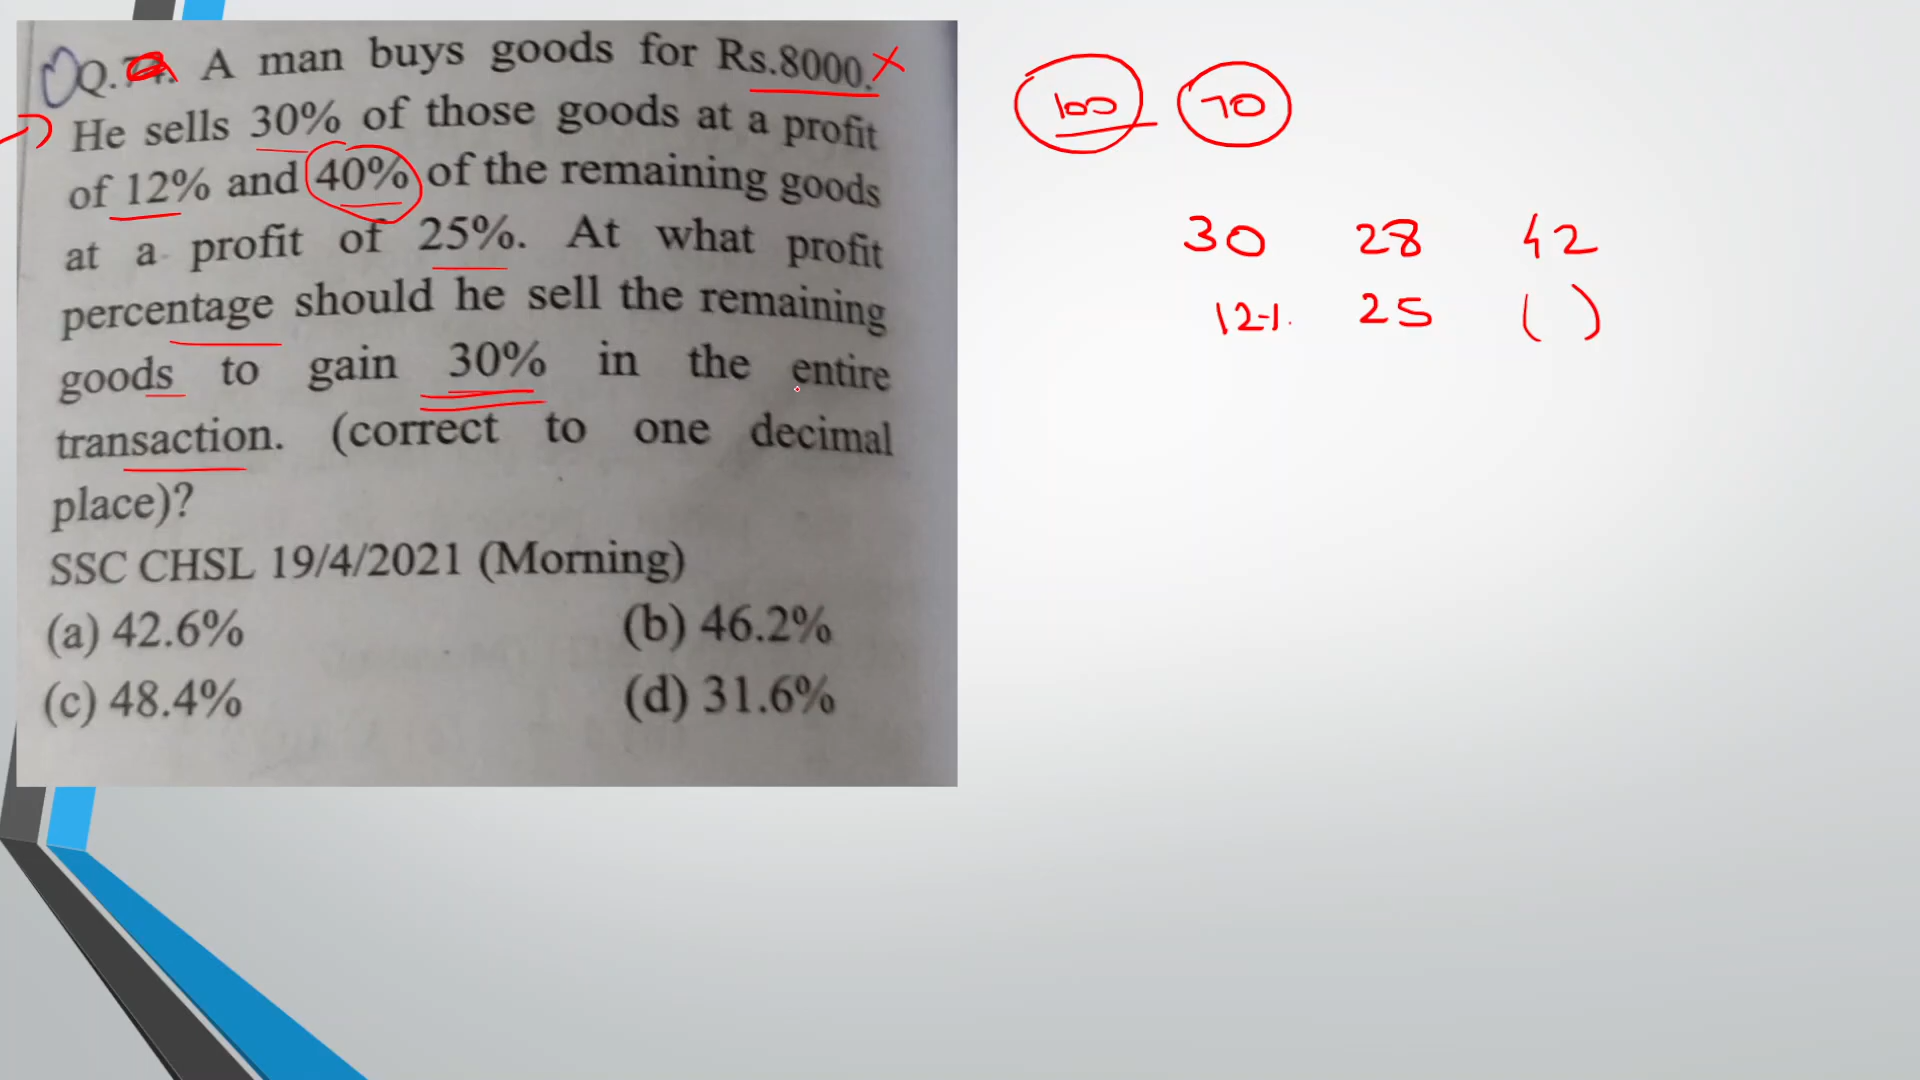 Q. A man buys goods for Rs.8000.
He sells 30% of those goods at a profit
of 12% and 40% of the remaining goods
at a profit of 25%. At what profit
percentage should he sell the remaining
goods to gain 30% in the entire
transaction. (correct to one decimal
place)?
SSC CHSL 19/4/2021 (Morning)
(a) 42.6% (b) 46.2%
(c) 48.4% (d) 31.6%
100 70
30 28 42
12% 25 ( )